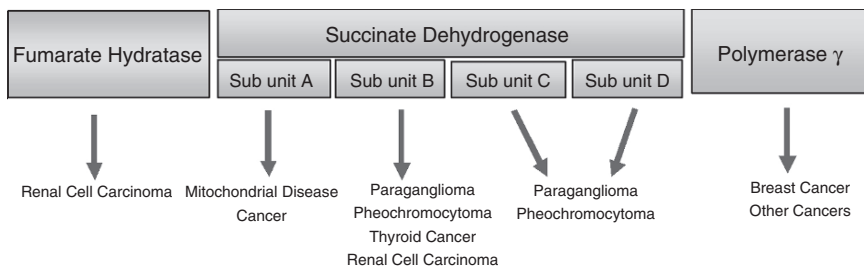 Fumarate Hydratase
Succinate Dehydrogenase
Sub unit A
Sub unit B
Sub unit C
Sub unit D
Polymerase γ
Renal Cell Carcinoma
Mitochondrial Disease
Cancer
Paraganglioma
Pheochromocytoma
Thyroid Cancer
Renal Cell Carcinoma
Paraganglioma
Pheochromocytoma
Breast Cancer
Other Cancers